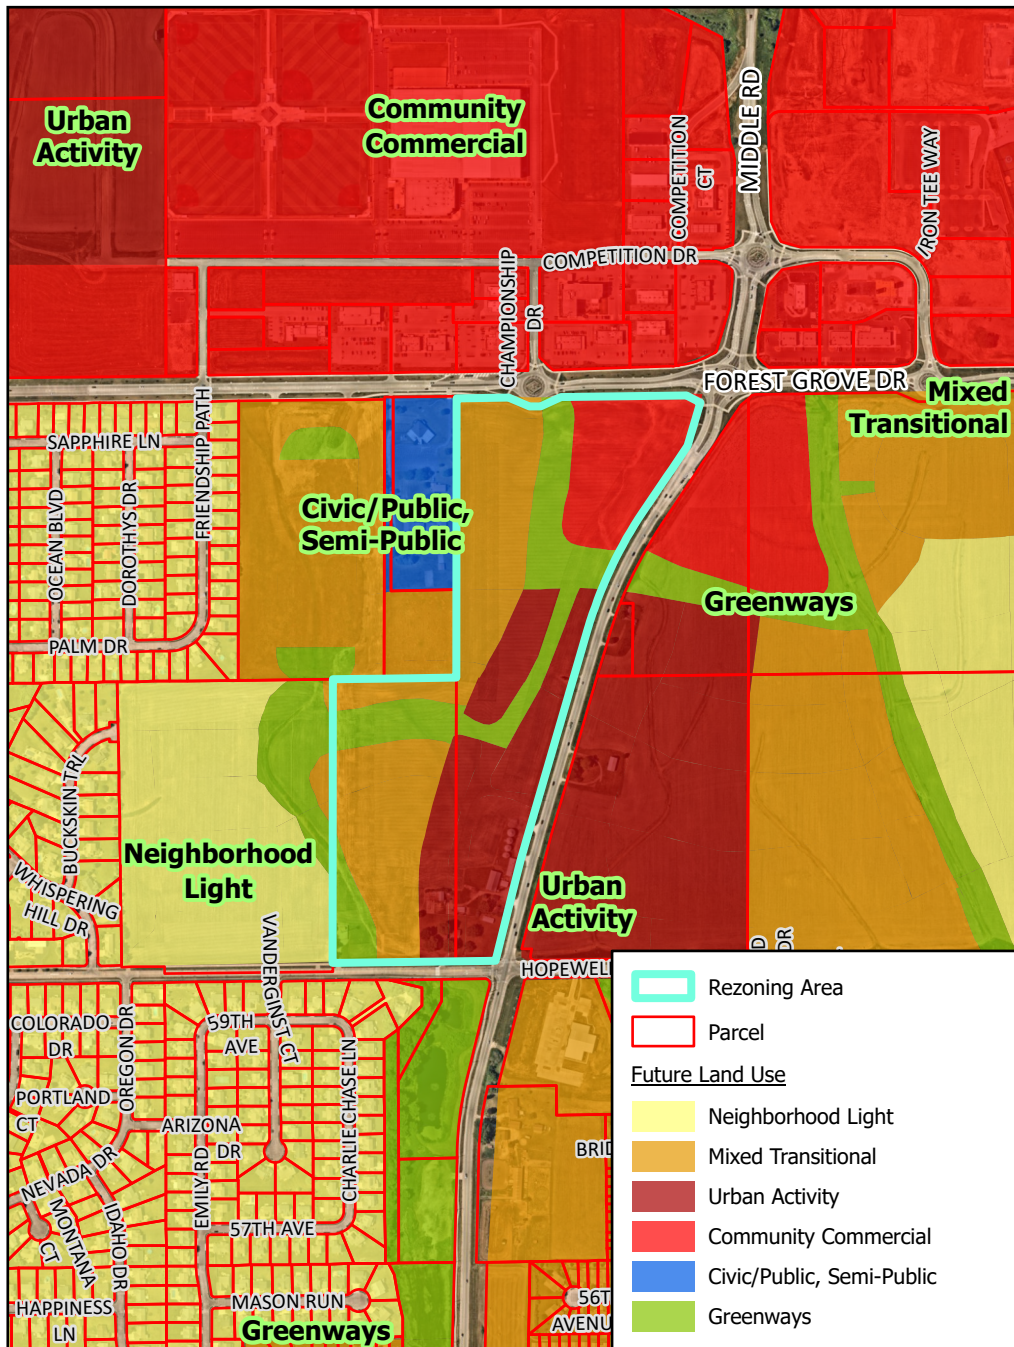 Urban
Activity
Community
Commercial
COMPETITION
CT
MIDDLE RD
IRON TEE WAY
CHAMPIONSHIP
DR
COMPETITION DR
FOREST GROVE DR
Mixed
Transitional
SAPPHIRE LN
OCEAN BLVD
DOROTHYS DR
FRIENDSHIP PATH
PALM DR
Civic/Public,
Semi-Public
Greenways
BUCKSKIN TRL
WHISPERING
HILL DR
Neighborhood
Light
VANDERGINST CT
Urban
Activity
HOPEWELL
DR
COLORADO
DR
OREGON DR
59TH
AVE
CHARLIE CHASE LN
PORTLAND
CT
ARIZONA
DR
NEVADA DR
EMILY RD
MONTANA
CT
IDAHO DR
57TH AVE
HAPPINESS
LN
MASON RUN
Greenways
BRID
56T
AVENU
Rezoning Area
Parcel
Future Land Use
Neighborhood Light
Mixed Transitional
Urban Activity
Community Commercial
Civic/Public, Semi-Public
Greenways